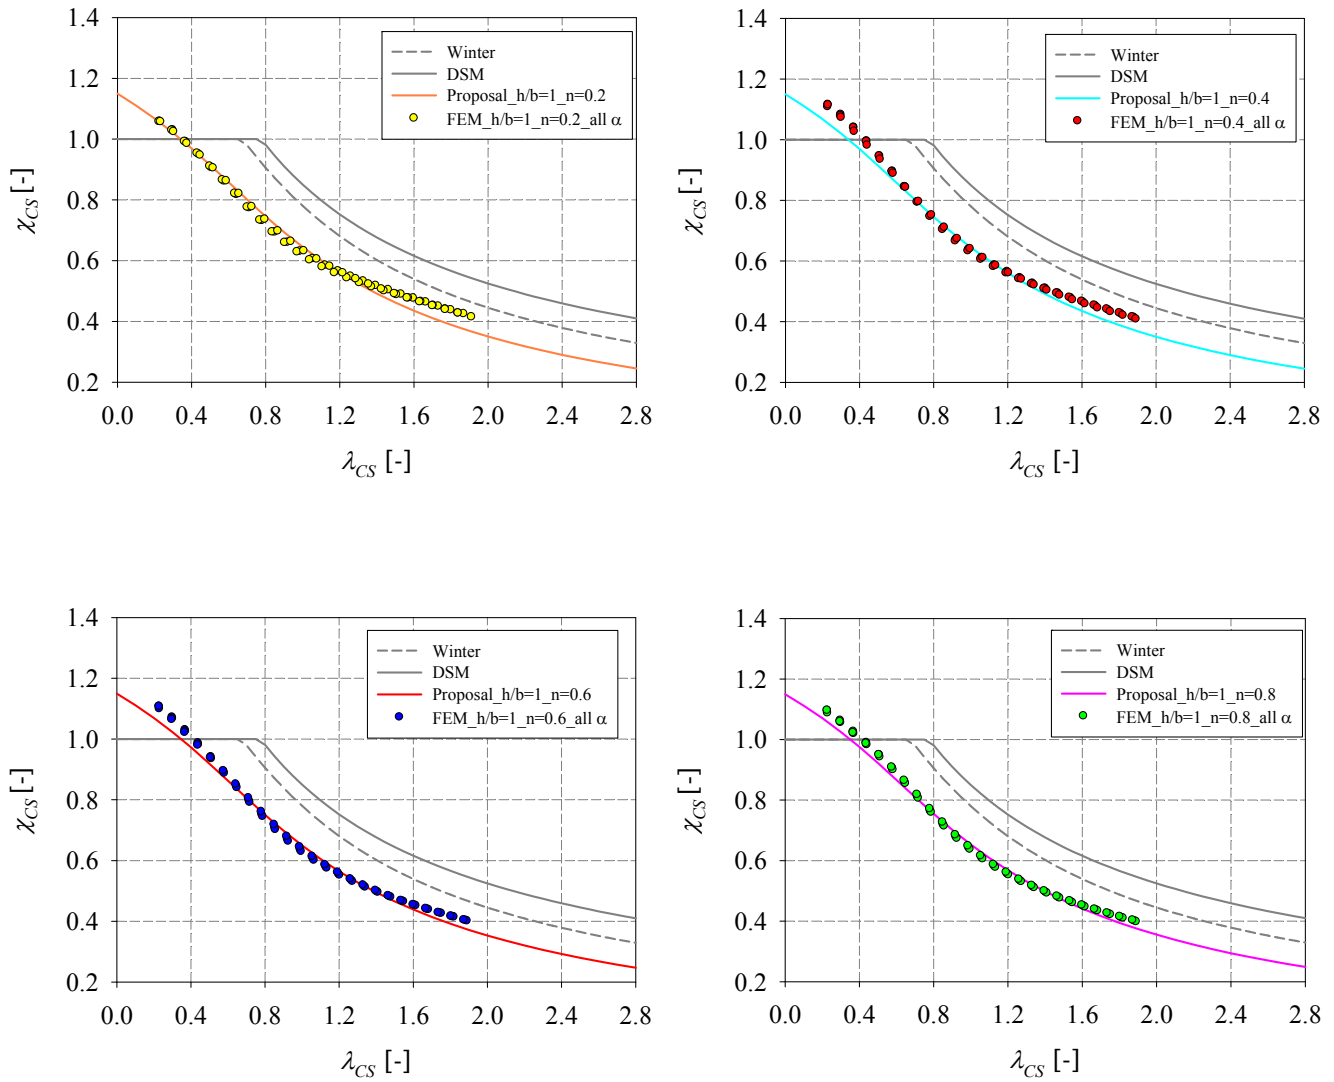 1.4
1.2
1.0
0.8
0.6
0.4
0.2
χCS [-]
Winter
DSM
Proposal_h/b=1_n=0.2
FEM_h/b=1_n=0.2_all α
0.0 0.4 0.8 1.2 1.6 2.0 2.4 2.8
λCS [-]
1.4
1.2
1.0
0.8
0.6
0.4
0.2
χCS [-]
Winter
DSM
Proposal_h/b=1_n=0.4
FEM_h/b=1_n=0.4_all α
0.0 0.4 0.8 1.2 1.6 2.0 2.4 2.8
λCS [-]
1.4
1.2
1.0
0.8
0.6
0.4
0.2
χCS [-]
Winter
DSM
Proposal_h/b=1_n=0.6
FEM_h/b=1_n=0.6_all α
0.0 0.4 0.8 1.2 1.6 2.0 2.4 2.8
λCS [-]
1.4
1.2
1.0
0.8
0.6
0.4
0.2
χCS [-]
Winter
DSM
Proposal_h/b=1_n=0.8
FEM_h/b=1_n=0.8_all α
0.0 0.4 0.8 1.2 1.6 2.0 2.4 2.8
λCS [-]